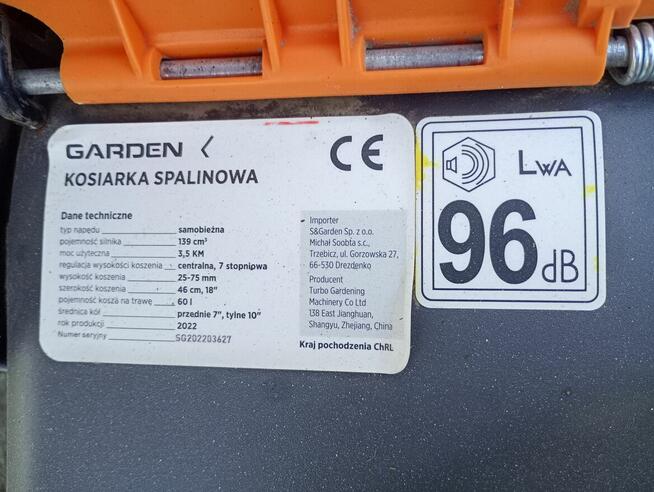 GARDEN
KOSIARKA SPALINOWA
CE
Dane techniczne
typ napędu samobieżna
pojemność silnika 139 cm³
moc użyteczna 3,5 KM
regulacja wysokości koszenia centralna, 7 stopnipwa
wysokość koszenia 25-75 mm
szerokość koszenia 46 cm, 18"
pojemność kosza na trawę 60 l
średnica kół przednie 7", tylne 10"
rok produkcji 2022
Numer seryjny SG202203627
Importer
S&Garden Sp. z o.o.
Michał Soobta s.c.,
Trzebicz, ul. Gorzowska 27,
66-530 Drezdenko
Producent
Turbo Gardening
Machinery Co Ltd
138 East Jianghuan,
Shangyu, Zhejiang, China
Kraj pochodzenia ChRL
LWA
96 dB